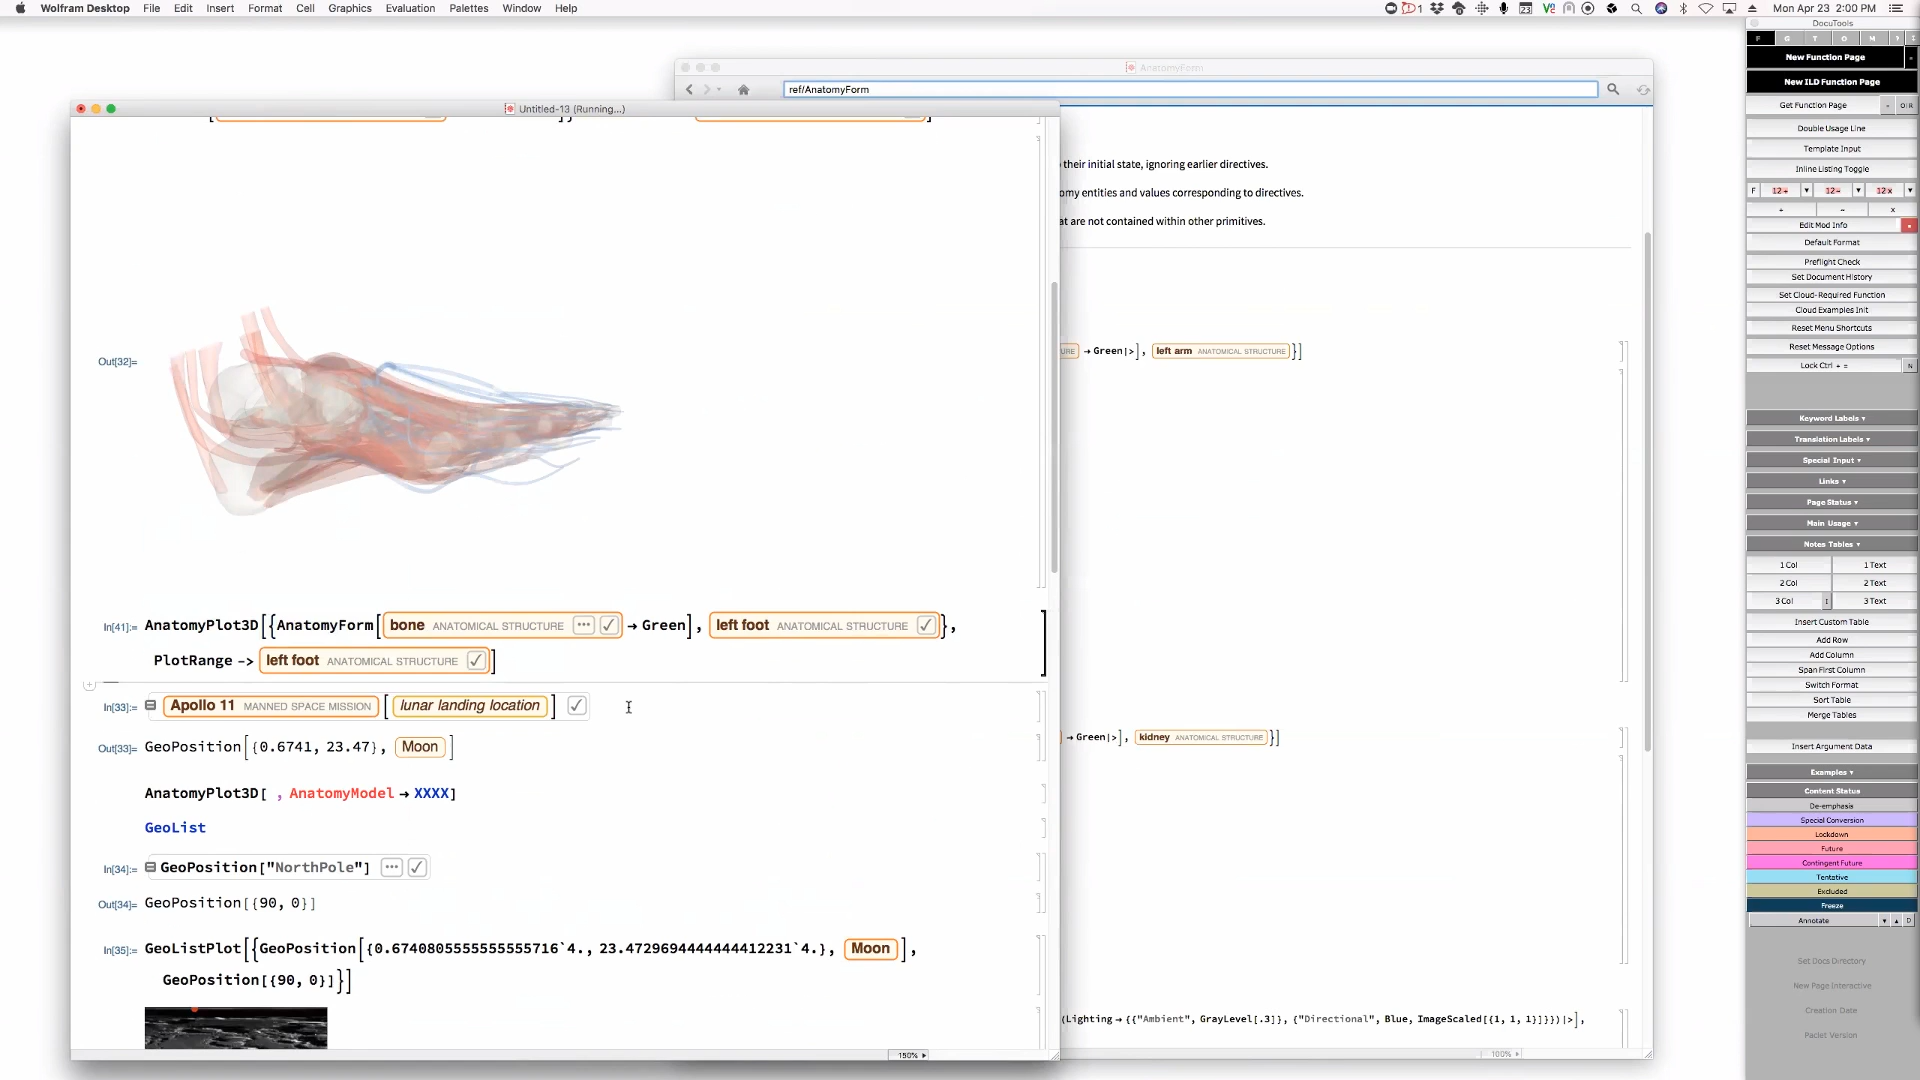 Wolfram Desktop File Edit Insert Format Cell Graphics Evaluation Palettes Window Help
1 23 Mon Apr 23 2:00 PM
DocuTools
F G T O M
New Function Page
New ILD Function Page
Get Function Page - O|R
Double Usage Line
Template Input
Inline Listing Toggle
F 12+ 12- 12x
+ - x
Edit Mod Info
Default Format
Preflight Check
Set Document History
Set Cloud-Required Function
Cloud Examples Init
Reset Menu Shortcuts
Reset Message Options
Lock Ctrl + = N
Keyword Labels
Translation Labels
Special Input
Links
Page Status
Main Usage
Notes Tables
1 Col 1 Text
2 Col 2 Text
3 Col 3 Text
Insert Custom Table
Add Row
Add Column
Span First Column
Switch Format
Sort Table
Merge Tables
Insert Argument Data
Examples
Content Status
De-emphasis
Special Conversion
Lockdown
Future
Contingent Future
Tentative
Excluded
Freeze
Annotate D
Set Docs Directory
New Page Interactive
Creation Date
Paclet Version
AnatomyForm
ref/AnatomyForm
their initial state, ignoring earlier directives.
omy entities and values corresponding to directives.
at are not contained within other primitives.
URE → Green|>], left arm ANATOMICAL STRUCTURE }]
→ Green|>], kidney ANATOMICAL STRUCTURE }]
(Lighting → {{"Ambient", GrayLevel[.3]}, {"Directional", Blue, ImageScaled[{1, 1, 1}]}})|>],
100%
Untitled-13 (Running...)
Out[32]=
In[41]:= AnatomyPlot3D[{AnatomyForm[ bone ANATOMICAL STRUCTURE ··· ✓ → Green], left foot ANATOMICAL STRUCTURE ✓ },
PlotRange -> left foot ANATOMICAL STRUCTURE ✓ ]
In[33]:= Apollo 11 MANNED SPACE MISSION [ lunar landing location ] ✓
Out[33]= GeoPosition[{0.6741, 23.47}, Moon ]
AnatomyPlot3D[ , AnatomyModel → XXXX]
GeoList
In[34]:= GeoPosition["NorthPole"] ··· ✓
Out[34]= GeoPosition[{90, 0}]
In[35]:= GeoListPlot[{GeoPosition[{0.6740805555555555716`4., 23.4729694444444412231`4.}, Moon ],
GeoPosition[{90, 0}]}]
150%